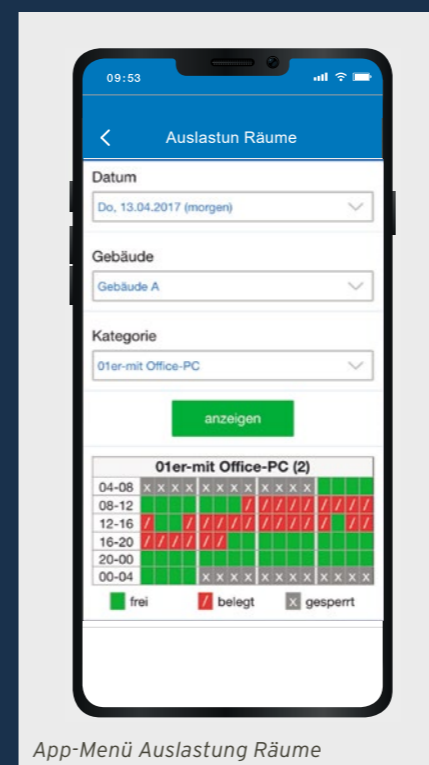 09:53
Auslastun Räume
Datum
Do, 13.04.2017 (morgen)
Gebäude
Gebäude A
Kategorie
01er-mit Office-PC
anzeigen
01er-mit Office-PC (2)
04-08 x x x x x x x x x x x x
08-12 / / / / / / / / /
12-16 / / / / / / / / / / / / /
16-20 / / / / / /
20-00
00-04 x x x x x x x x x x x x
frei / belegt x gesperrt
App-Menü Auslastung Räume